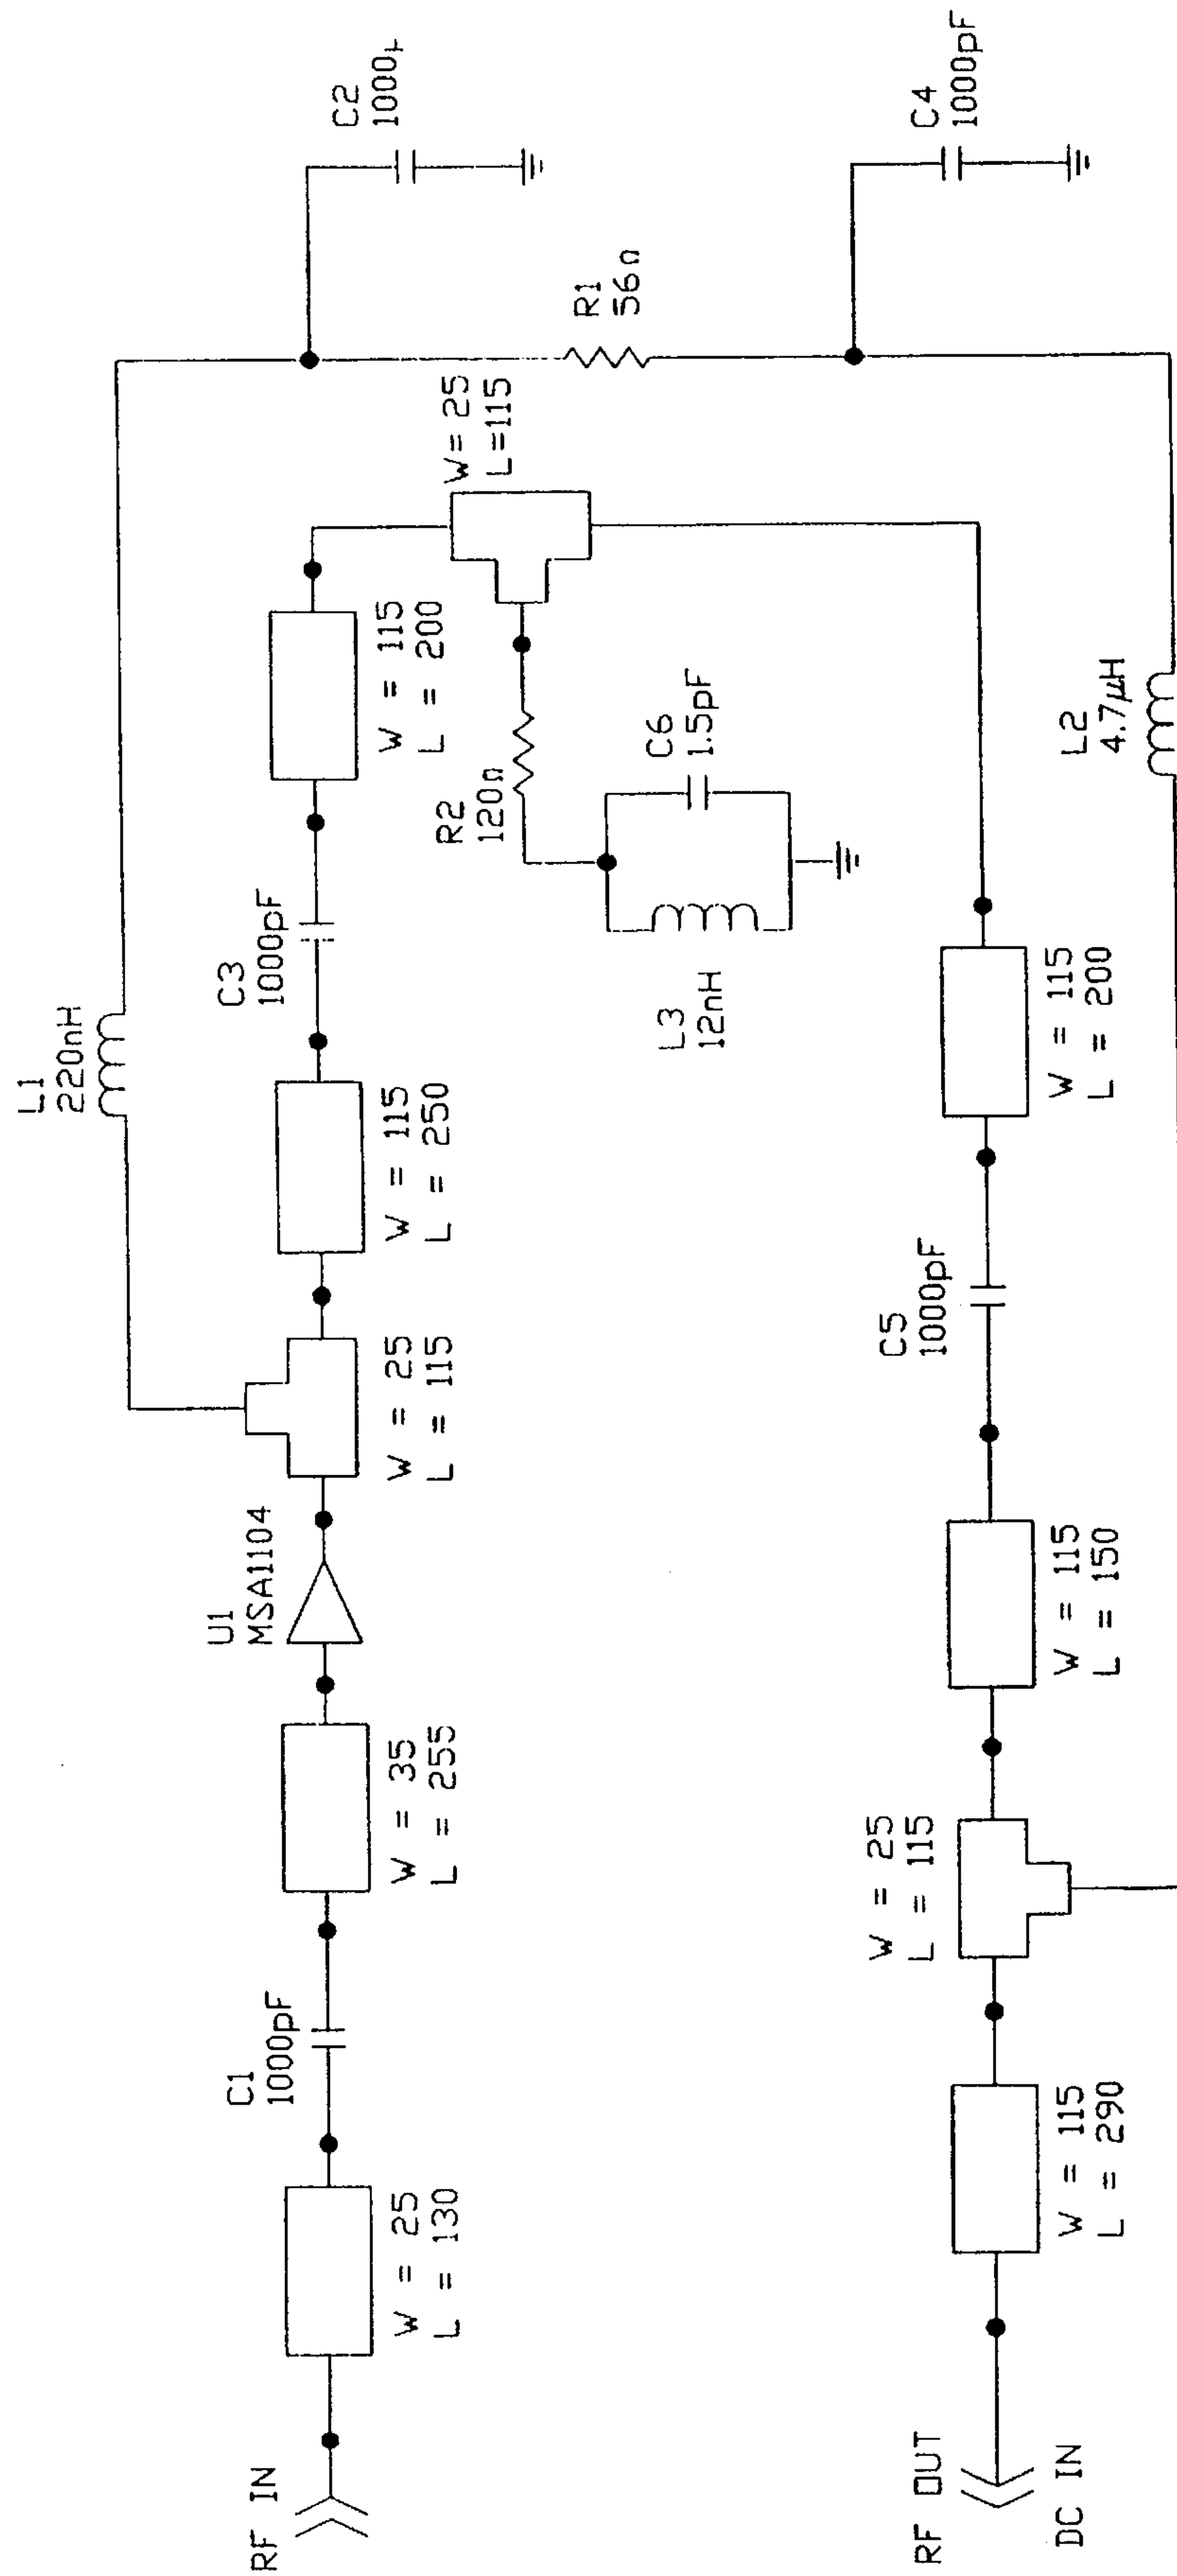 RF IN
W = 25
L = 130
C1
1000pF
W = 35
L = 255
U1
MSA1104
W = 25
L = 115
L1
220nH
W = 115
L = 250
C3
1000pF
W = 115
L = 200
C2
W = 25
L =115
R1
56Ω
R2
120Ω
C6
1.5pF
L3
12nH
C4
1000pF
L2
4.7µH
W = 115
L = 200
C5
1000pF
W = 115
L = 150
W = 25
L = 115
W = 115
L = 290
RF OUT
DC IN